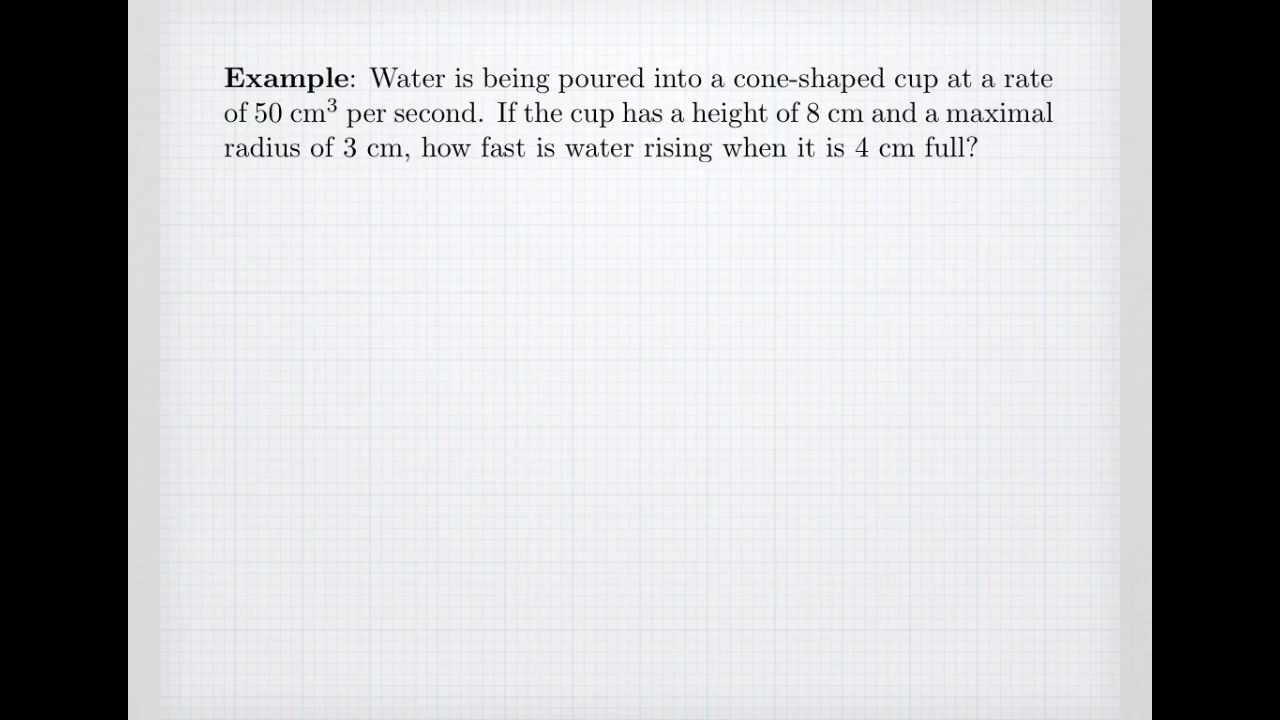 Example: Water is being poured into a cone-shaped cup at a rate
of 50 cm³ per second. If the cup has a height of 8 cm and a maximal
radius of 3 cm, how fast is water rising when it is 4 cm full?